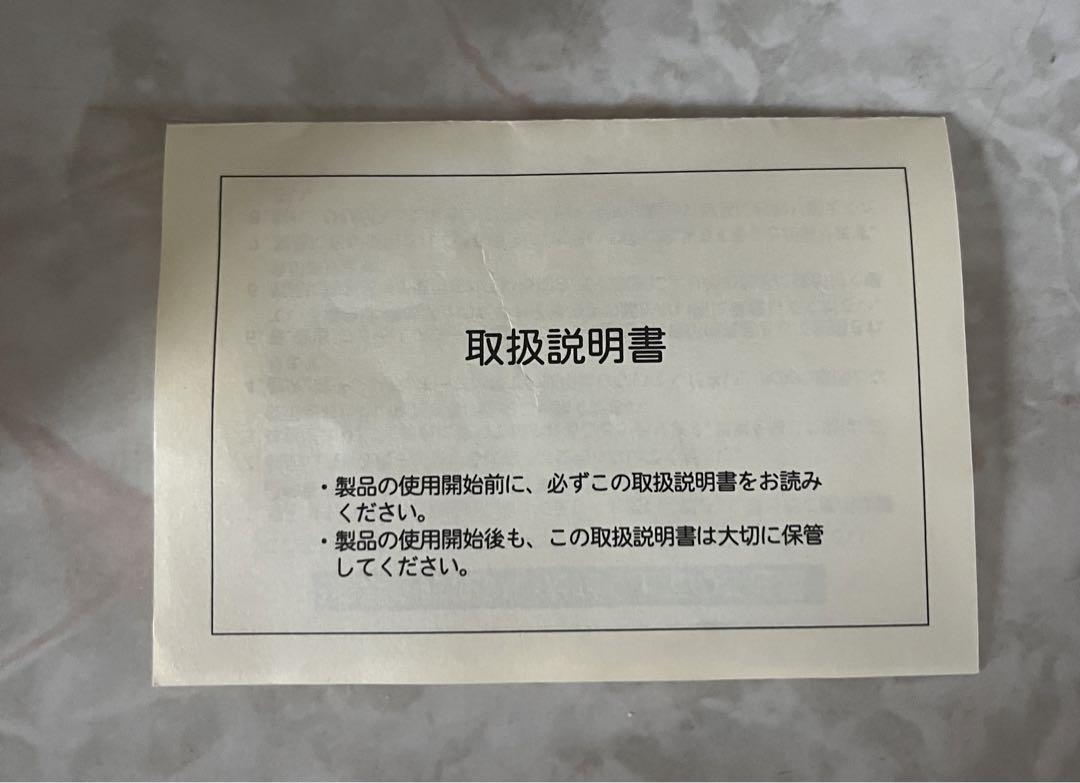 取扱説明書
・製品の使用開始前に、必ずこの取扱説明書をお読み
ください。
・製品の使用開始後も、この取扱説明書は大切に保管
してください。